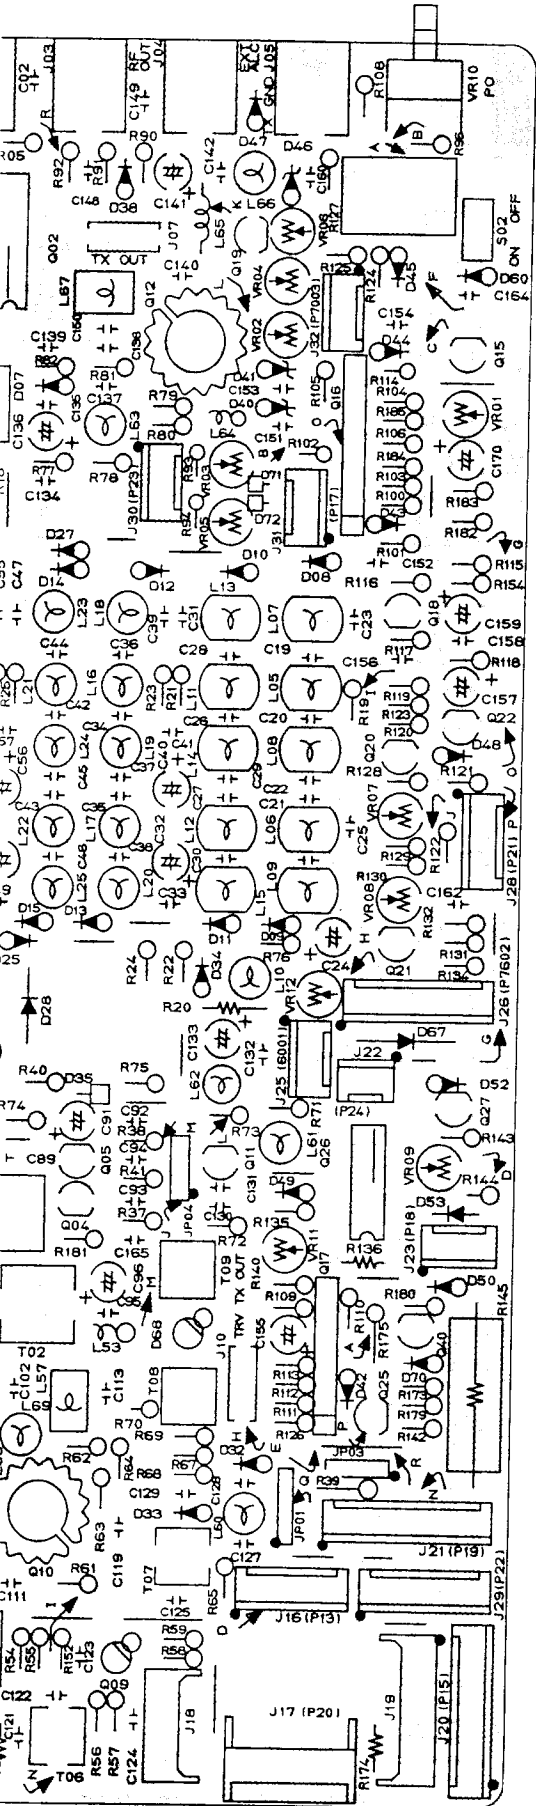 C02
J03
RF OUT
J04
C149
EXT ALC
J05
TX GND
R108
VR10
PO
R
R05
R92
R91
R90
C148
D38
C141
C142
D47
D46
C160
R127
A
B
R96
S02
OFF
ON
Q02
J07
TX OUT
L65
K
L66
Q19
VR06
R125
R124
D45
F
D60
C164
L67
C150
Q12
C140
L
VR04
VR02
J32(P7003)
C154
D44
C
Q15
C139
R82
R81
C138
D07
C135
C136
C137
L63
R79
R80
D41
C153
D40
L64
R105
Q16
D
R114
R104
R185
R106
R184
R103
R100
D43
R101
VR01
C170
R77
C134
R78
J30(P23)
R93
VR03
R94
VR05
C151
B
R102
D71
D72
J31
(P17)
R183
R182
G
D27
D14
C47
D12
D10
L13
D08
R116
C152
R115
R154
L23
L18
C39
C31
L07
C23
Q18
C159
C158
C44
C36
C28
C19
C156
R117
R118
L21
L16
R23
R21
L11
L05
R119
I
R119
R123
R120
C157
Q22
C42
C34
C26
C20
C56
L24
L19
C40
C41
L14
L08
Q20
D48
C45
C37
C27
C29
C22
R128
R121
O
C43
C35
C32
C21
VR07
L22
L17
L12
L06
C25
R129
R122
J
J28(P21)
P
C46
C38
C30
L25
L20
C33
L15
L09
R130
VR08
C162
R132
D15
D13
D11
D09
R76
C24
H
R131
R134
D25
D28
R24
R22
D34
L10
VR12
Q21
J26(P7602)
R20
C133
C132
J25(6001)
D67
J22
G
R40
D35
R75
L62
(P24)
D52
R74
C91
C92
R38
C94
M
L
R73
R71
L61
Q26
Q27
R143
C89
Q05
R41
C93
Q11
C131
D49
VR09
R144
D
Q04
R37
J
JP04
C130
R72
R135
D53
R181
C165
T09
R140
VR11
Q17
R136
J23(P18)
C96
C95
M
TRV TX OUT
R109
D50
R145
T02
L53
D68
J10
C155
R110
A
R175
R180
Q40
C102
L57
C113
T08
R113
R112
R111
R126
D42
Q25
D70
R173
R179
R142
L69
R70
R69
H
E
P
R62
R64
R68
R67
D32
JP03
R
R63
C129
C128
Q
R39
N
Q10
C119
D33
L60
JP01
J21(P19)
R61
T07
C127
C111
C125
R65
D
J16(P13)
J29(P22)
I
R54
R55
R152
C123
Q09
R59
R58
C122
C121
T06
N
R56
R57
C124
J18
J17(P20)
R174
J19
J20(P15)